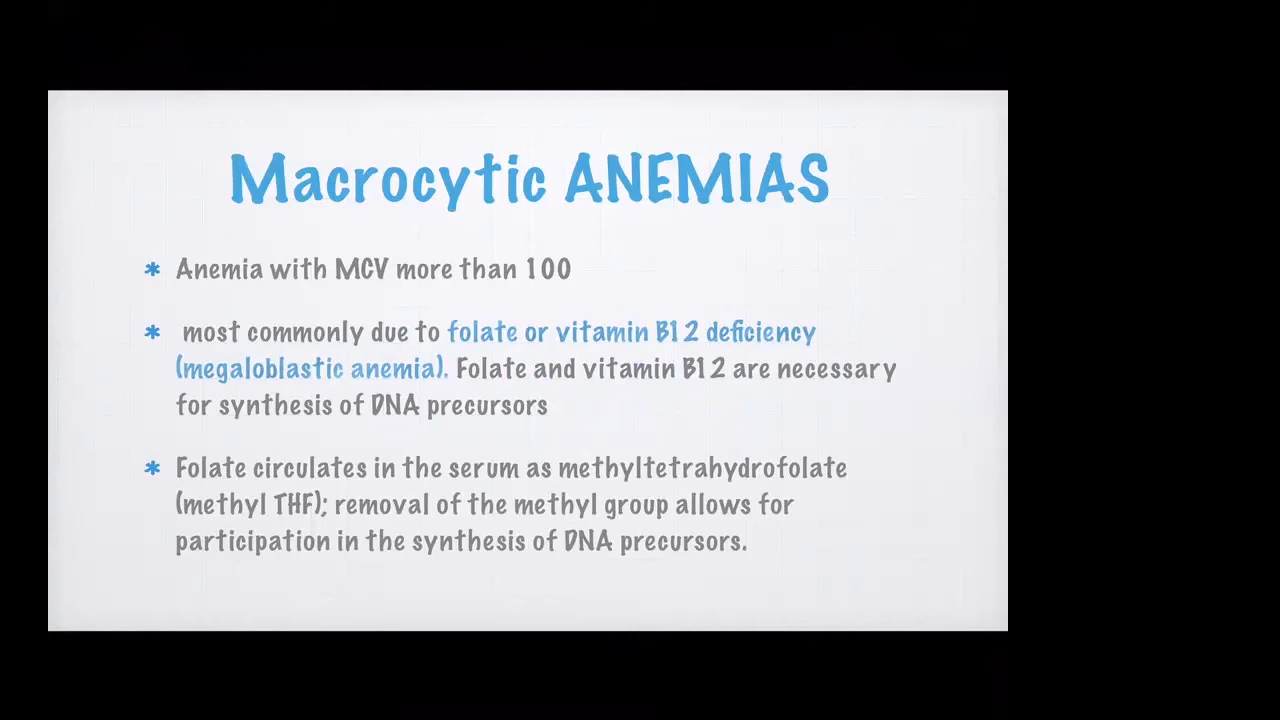 Macrocytic ANEMIAS
* Anemia with MCV more than 100
* most commonly due to folate or vitamin B12 deficiency
(megaloblastic anemia). Folate and vitamin B12 are necessary
for synthesis of DNA precursors
* Folate circulates in the serum as methyltetrahydrofolate
(methyl THF); removal of the methyl group allows for
participation in the synthesis of DNA precursors.